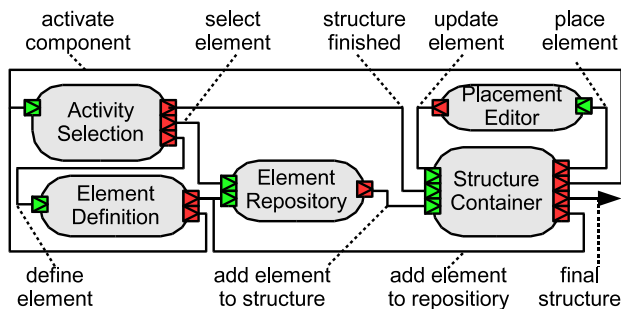 activate
component
select
element
structure
finished
update
element
place
element
Activity
Selection
Placement
Editor
Element
Definition
Element
Repository
Structure
Container
define
element
add element
to structure
add element
to repositiory
final
structure